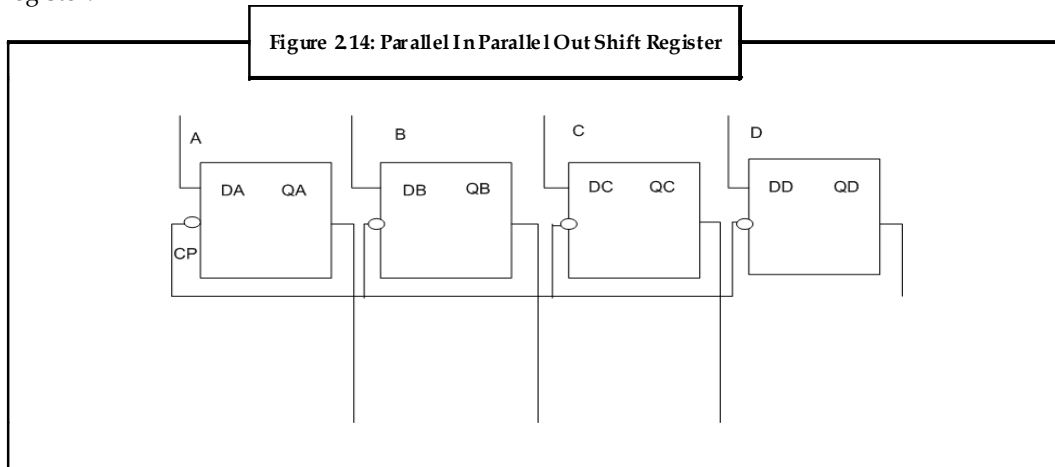 Figure 2.14: Parallel In Parallel Out Shift Register
A B C D
DA QA DB QB DC QC DD QD
CP